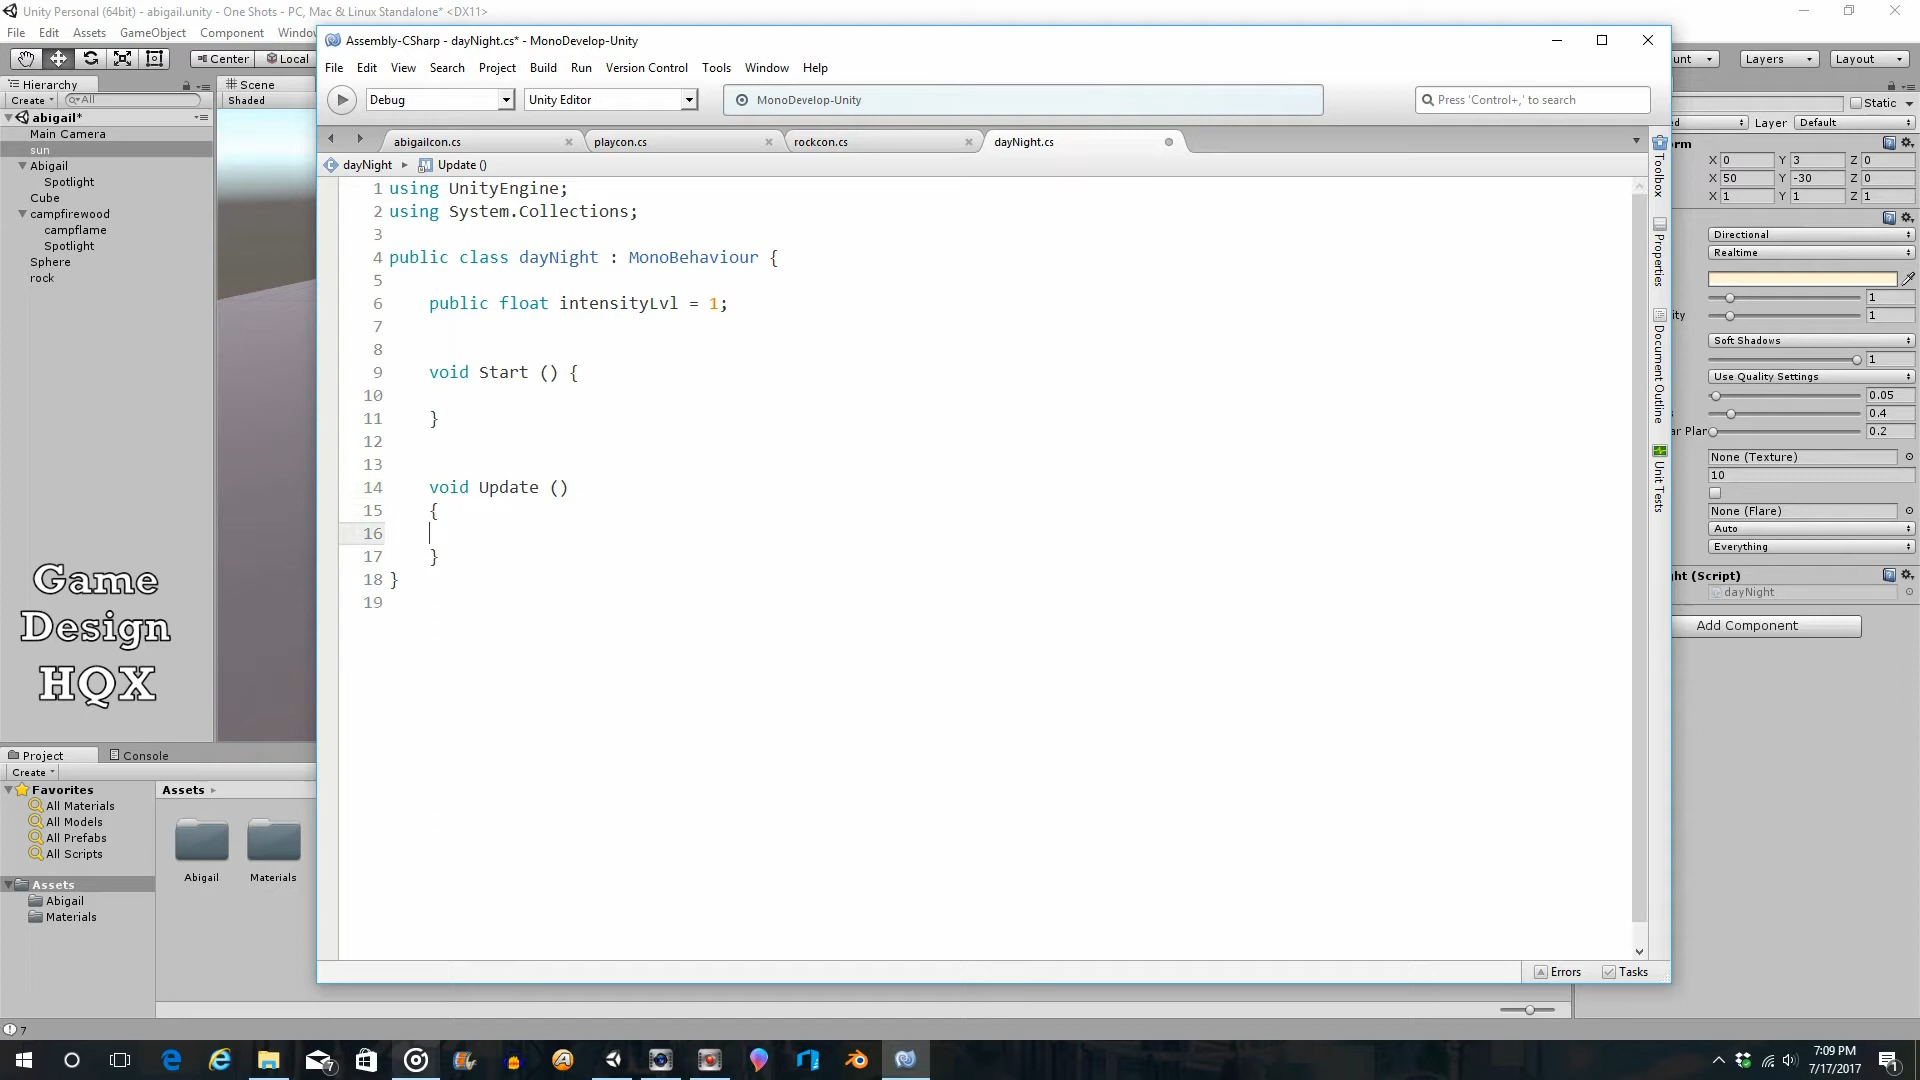 Unity Personal (64bit) - abigail.unity - One Shots - PC, Mac & Linux Standalone* <DX11>
File Edit Assets GameObject Component Window
Center Local Layers Layout
Hierarchy
Create All
abigail*
Main Camera
sun
Abigail
Spotlight
Cube
campfirewood
campflame
Spotlight
Sphere
rock
Scene
Shaded
Assembly-CSharp - dayNight.cs* - MonoDevelop-Unity
File Edit View Search Project Build Run Version Control Tools Window Help
Debug Unity Editor MonoDevelop-Unity Press 'Control+,' to search
abigailcon.cs playcon.cs rockcon.cs dayNight.cs
dayNight Update ()
1 using UnityEngine;
2 using System.Collections;
3
4 public class dayNight : MonoBehaviour {
5
6 public float intensityLvl = 1;
7
8
9 void Start () {
10
11 }
12
13
14 void Update ()
15 {
16
17 }
18 }
19
Errors Tasks
Toolbox
Properties
Document Outline
Unit Tests
Static
Layer Default
X 0 Y 3 Z 0
X 50 Y -30 Z 0
X 1 Y 1 Z 1
Directional
Realtime
1
1
Soft Shadows
1
Use Quality Settings
0.05
0.4
0.2
None (Texture)
10
None (Flare)
Auto
Everything
(Script)
dayNight
Add Component
Game
Design
HQX
Project Console
Create
Favorites
All Materials
All Models
All Prefabs
All Scripts
Assets
Abigail
Materials
Assets
Abigail Materials
7
7
7:09 PM
7/17/2017
1